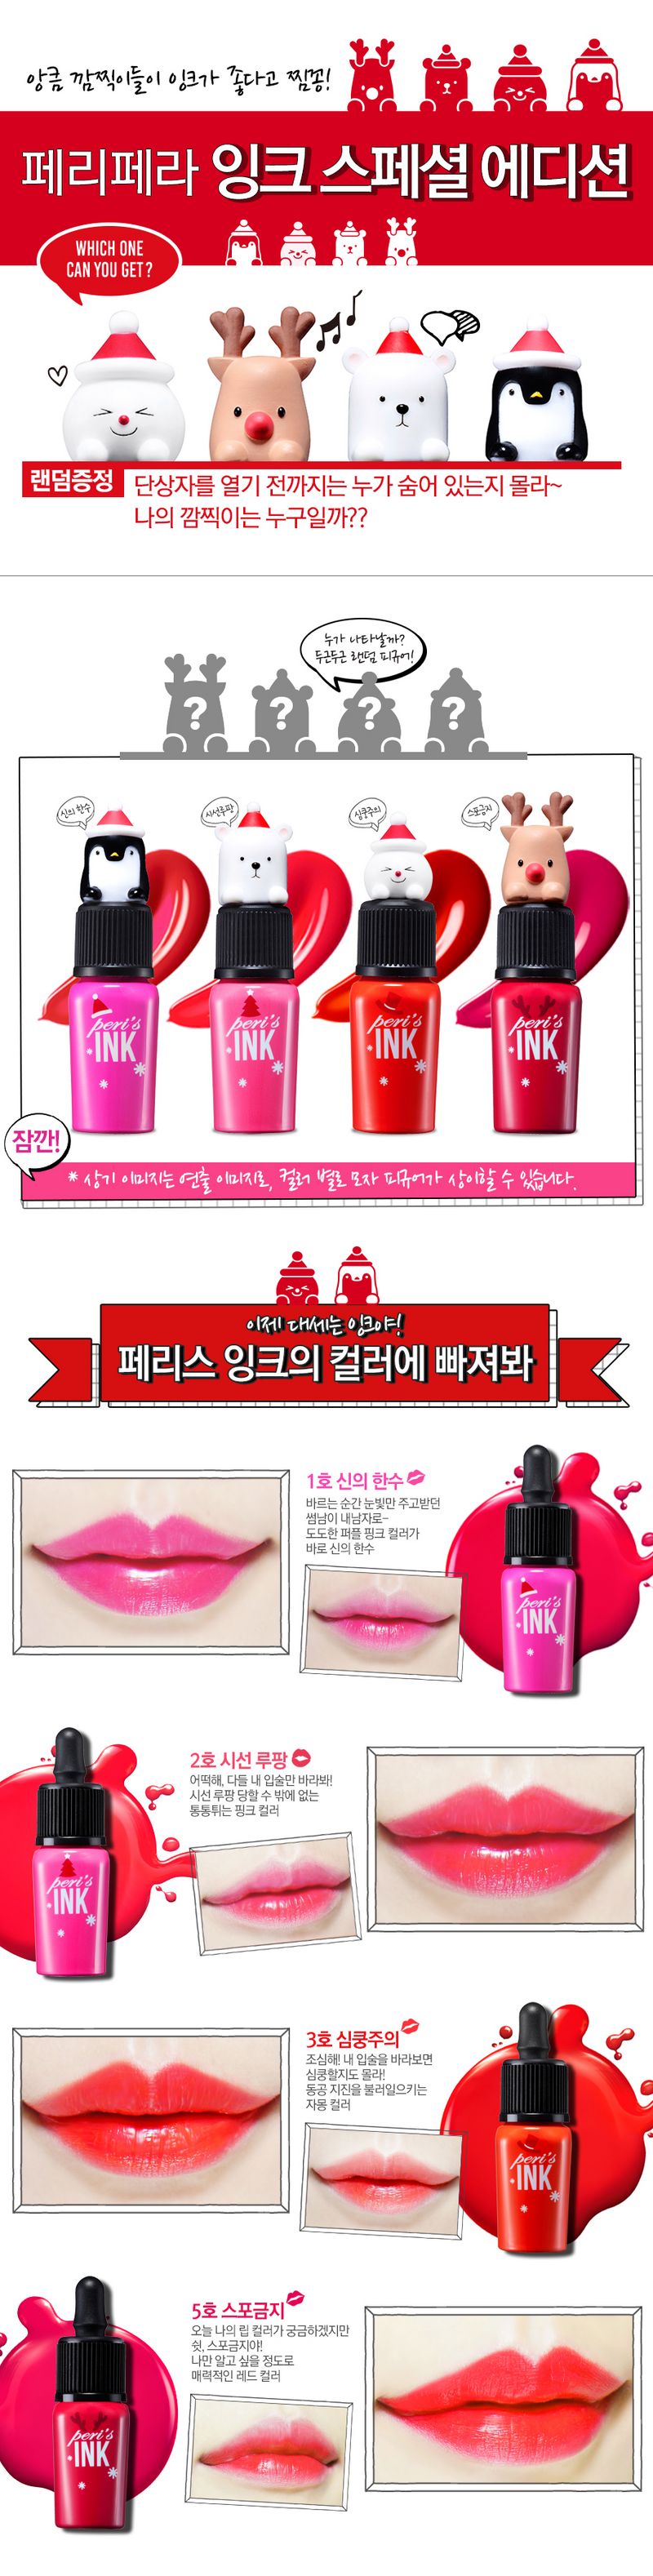 앙큼 깜찍이들이 잉크가 좋다고 찜꽁!
페리페라 잉크 스페셜 에디션
WHICH ONE
CAN YOU GET?
랜덤증정 단상자를 열기 전까지는 누가 숨어 있는지 몰라~
나의 깜찍이는 누구일까??
누가 나타날까?
두근두근 랜덤 피규어!
? ? ? ?
신의 한수
시선루팡
심쿵주의
스포금지
peri's
INK
peri's
INK
peri's
INK
peri's
INK
잠깐!
* 상기 이미지는 연출 이미지로, 컬러 별로 모자 피규어가 상이할 수 있습니다.
이제 대세는 잉크야!
페리스 잉크의 컬러에 빠져봐
1호 신의 한수
바르는 순간 눈빛만 주고받던
썸남이 내남자로~
도도한 퍼플 핑크 컬러가
바로 신의 한수
peri's
INK
2호 시선 루팡
어떡해, 다들 내 입술만 바라봐!
시선 루팡 당할 수 밖에 없는
통통튀는 핑크 컬러
peri's
INK
3호 심쿵주의
조심해! 내 입술을 바라보면
심쿵할지도 몰라!
동공 지진을 불러일으키는
자몽 컬러
peri's
INK
5호 스포금지
오늘 나의 립 컬러가 궁금하겠지만
쉿, 스포금지야!
나만 알고 싶을 정도로
매력적인 레드 컬러
peri's
INK